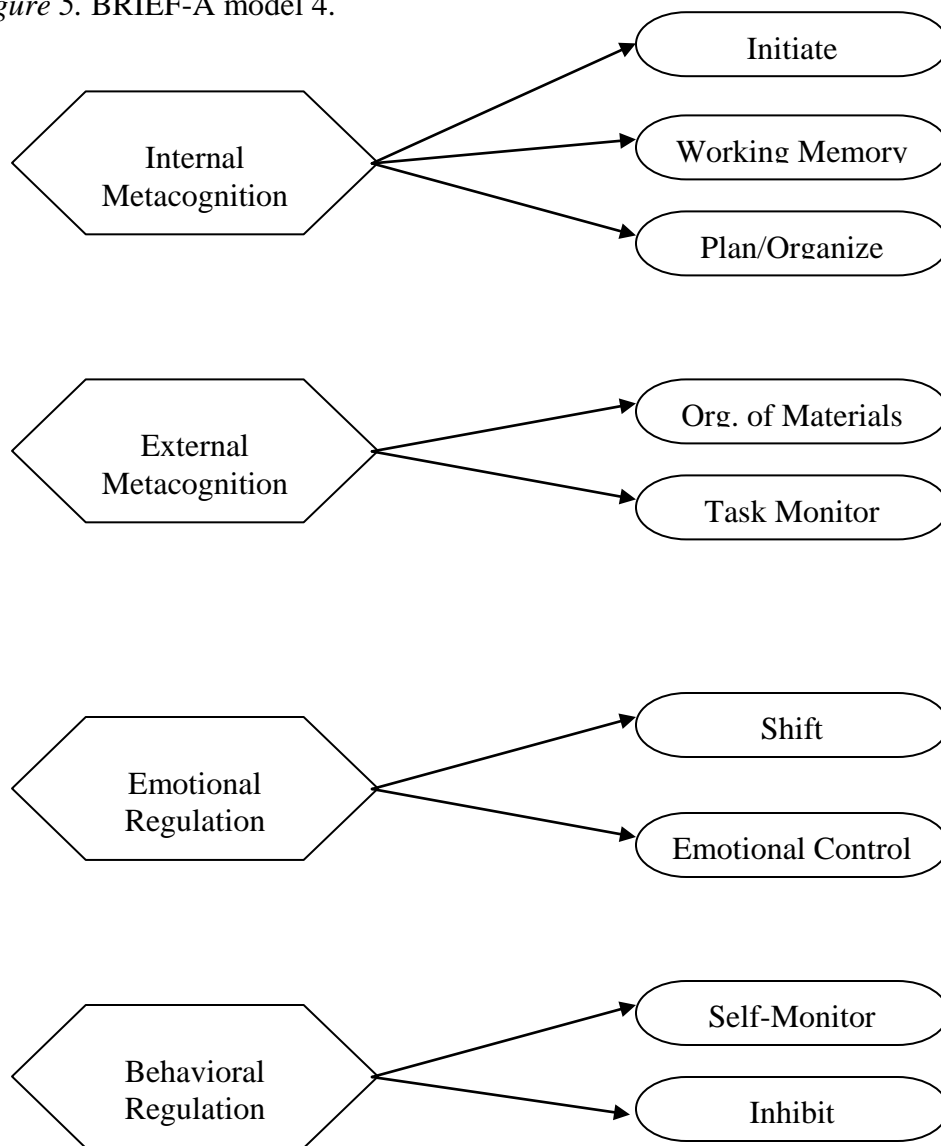 gure 5. BRIEF-A model 4.
Initiate
Internal
Metacognition
Working Memory
Plan/Organize
External
Metacognition
Org. of Materials
Task Monitor
Emotional
Regulation
Shift
Emotional Control
Behavioral
Regulation
Self-Monitor
Inhibit